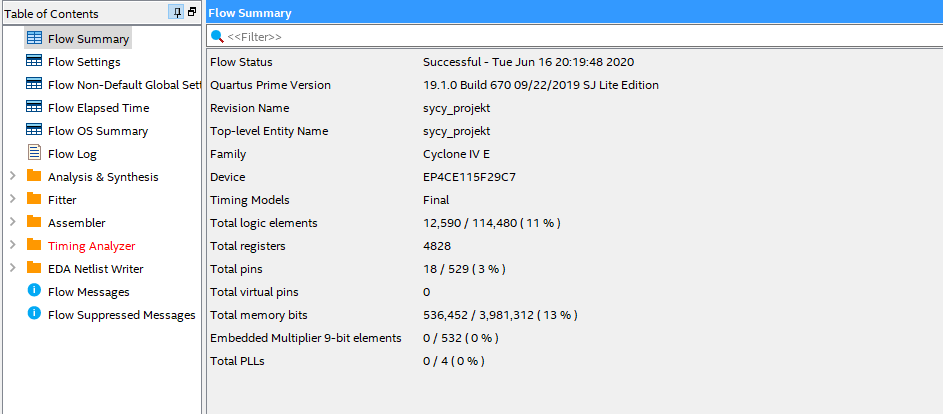 Table of Contents
Flow Summary
Flow Settings
Flow Non-Default Global Sett
Flow Elapsed Time
Flow OS Summary
Flow Log
Analysis & Synthesis
Fitter
Assembler
Timing Analyzer
EDA Netlist Writer
Flow Messages
Flow Suppressed Messages
Flow Summary
<<Filter>>
Flow Status Successful - Tue Jun 16 20:19:48 2020
Quartus Prime Version 19.1.0 Build 670 09/22/2019 SJ Lite Edition
Revision Name sycy_projekt
Top-level Entity Name sycy_projekt
Family Cyclone IV E
Device EP4CE115F29C7
Timing Models Final
Total logic elements 12,590 / 114,480 ( 11 % )
Total registers 4828
Total pins 18 / 529 ( 3 % )
Total virtual pins 0
Total memory bits 536,452 / 3,981,312 ( 13 % )
Embedded Multiplier 9-bit elements 0 / 532 ( 0 % )
Total PLLs 0 / 4 ( 0 % )